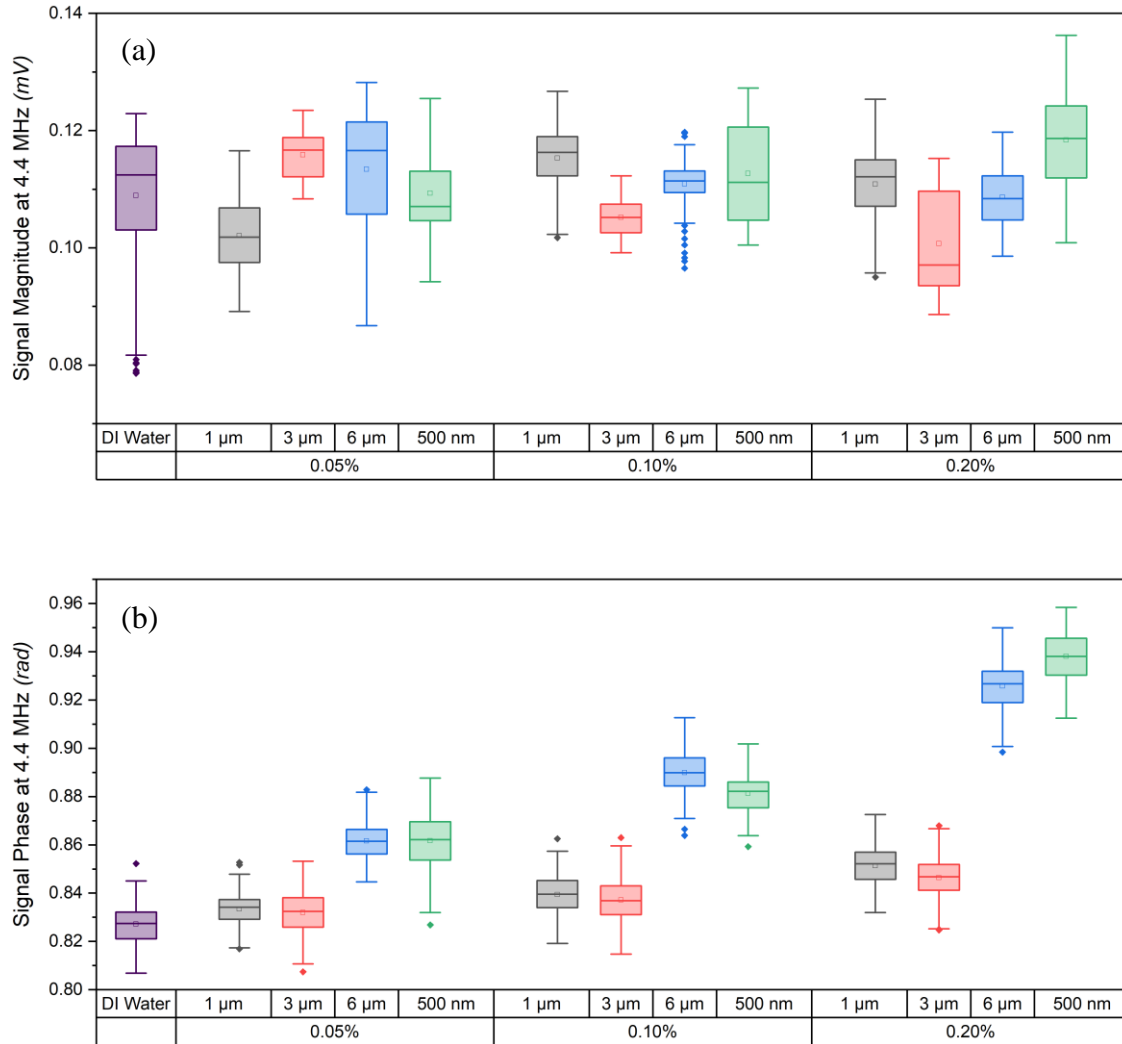 (a)
Signal Magnitude at 4.4 MHz (mV)
0.14
0.12
0.10
0.08
DI Water 1 µm 3 µm 6 µm 500 nm 1 µm 3 µm 6 µm 500 nm 1 µm 3 µm 6 µm 500 nm
0.05% 0.10% 0.20%
(b)
Signal Phase at 4.4 MHz (rad)
0.96
0.94
0.92
0.90
0.88
0.86
0.84
0.82
0.80
DI Water 1 µm 3 µm 6 µm 500 nm 1 µm 3 µm 6 µm 500 nm 1 µm 3 µm 6 µm 500 nm
0.05% 0.10% 0.20%